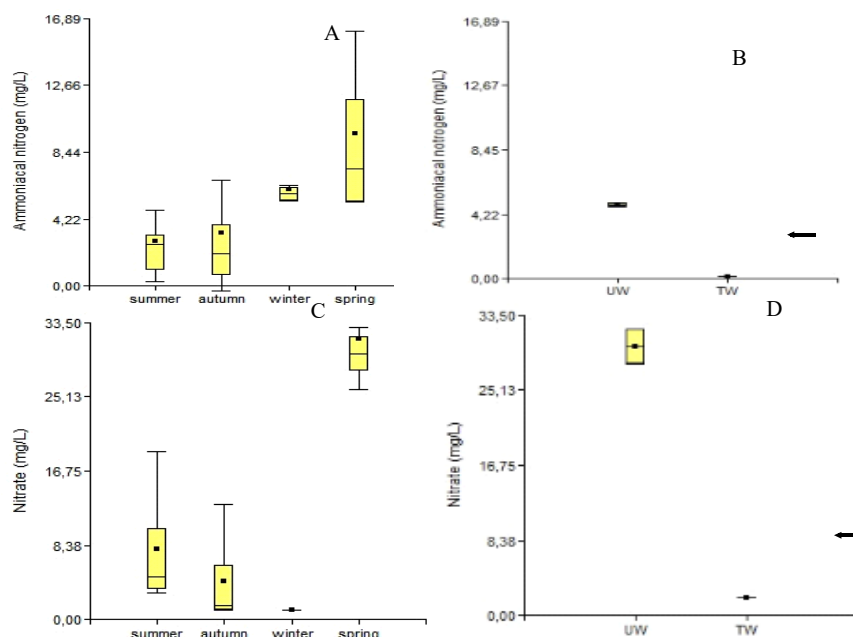 A
Ammoniacal nitrogen (mg/L)
16,89
12,66
8,44
4,22
0,00
summer autumn winter spring
B
Ammoniacal notrogen (mg/L)
16,89
12,67
8,45
4,22
0,00
UW TW
C
Nitrate (mg/L)
33,50
25,13
16,75
8,38
0,00
summer autumn winter spring
D
Nitrate (mg/L)
33,50
25,13
16,75
8,38
0,00
UW TW